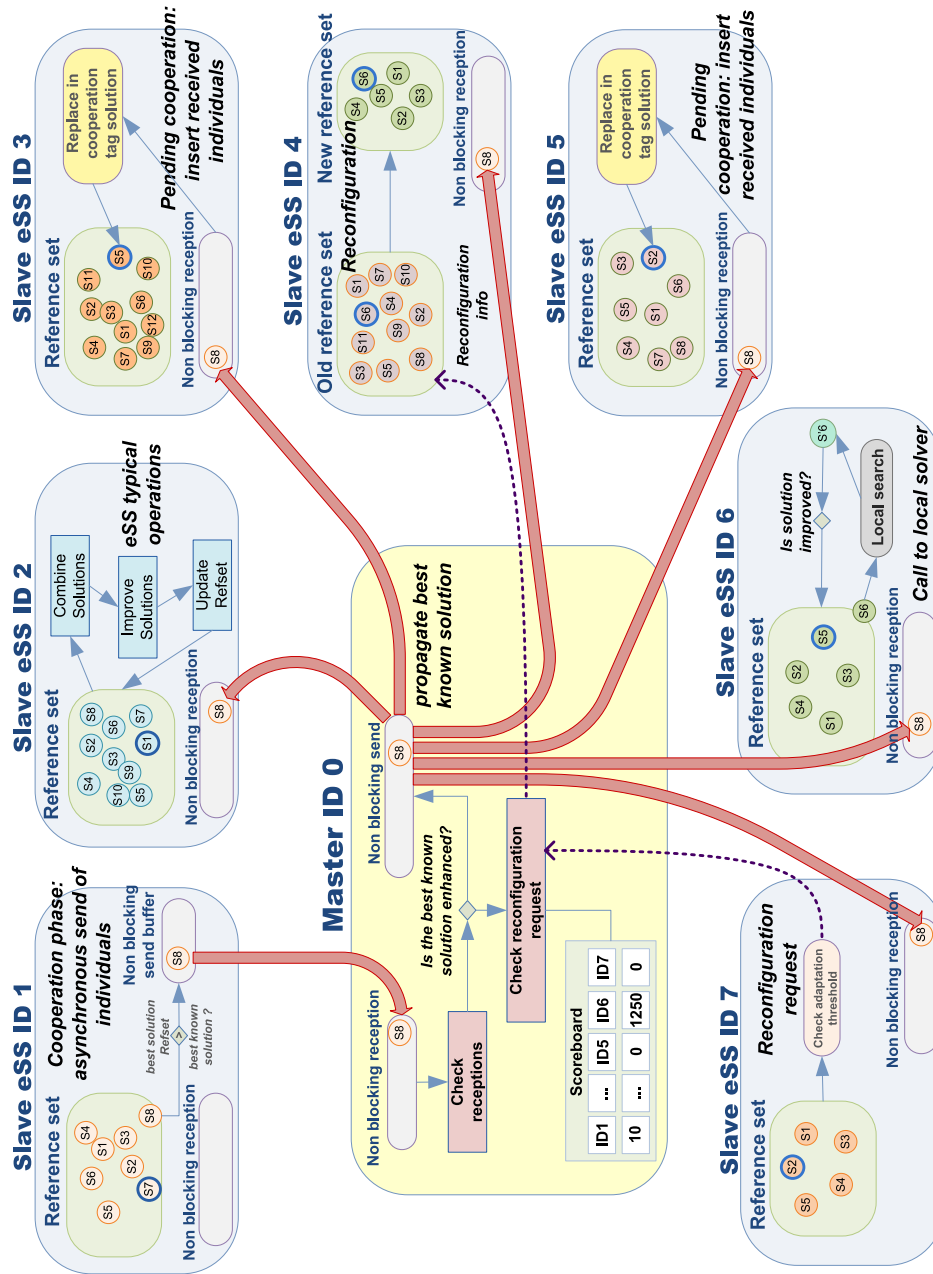 Slave eSS ID 1
Cooperation phase:
asynchronous send of
individuals
Reference set
S4
S1
S3
S6
S2
S8
S5
S7
best solution
Refset
>
best known
solution ?
Non blocking
send buffer
S8
Non blocking reception
Slave eSS ID 2
Reference set
S8
S2
S6
S7
S4
S3
S1
S9
S10
S5
Combine
Solutions
Improve
Solutions
Update
Refset
eSS typical
operations
Non blocking reception
S8
Slave eSS ID 3
Reference set
S11
S5
S10
S2
S3
S6
S4
S1
S12
S7
S9
Replace in
cooperation
tag solution
Pending cooperation:
insert received
individuals
Non blocking reception
S8
Master ID 0
Non blocking reception
S8
Check
receptions
Is the best known
solution enhanced?
Non blocking send
S8
propagate best
known solution
Check reconfiguration
request
Scoreboard
ID1
...
ID5
ID6
ID7
10
...
0
1250
0
Slave eSS ID 4
Old reference set
New reference set
Reconfiguration
S1
S7
S10
S6
S4
S11
S9
S2
S3
S5
S8
S6
S1
S4
S5
S3
S2
Reconfiguration
info
Non blocking reception
S8
Slave eSS ID 5
Reference set
S3
S2
S6
S5
S1
S4
S7
S8
Replace in
cooperation
tag solution
Pending
cooperation: insert
received individuals
Non blocking reception
S8
Slave eSS ID 7
Reference set
S1
S2
S3
S5
S4
Reconfiguration
request
Check adaptation
threshold
Non blocking reception
S8
Slave eSS ID 6
Reference set
S5
S6
S2
S3
S4
S1
Is solution
improved?
S'6
Local search
Call to local solver
Non blocking reception
S8